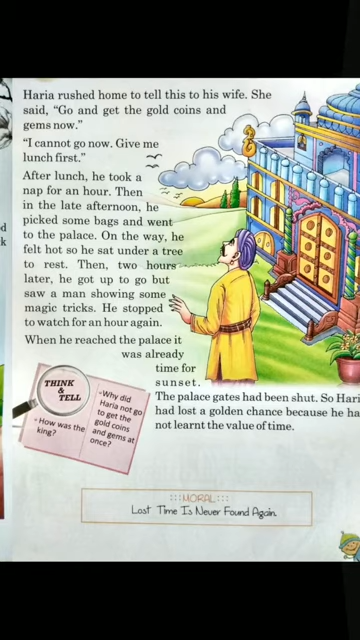 Haria rushed home to tell this to his wife. She
said, "Go and get the gold coins and
gems now."
"I cannot go now. Give me
lunch first."
After lunch, he took a
nap for an hour. Then
in the late afternoon, he
picked some bags and went
to the palace. On the way, he
felt hot so he sat under a tree
to rest. Then, two hours
later, he got up to go but
saw a man showing some
magic tricks. He stopped
to watch for an hour again.
When he reached the palace it
was already
time for
sunset.
The palace gates had been shut. So Hari
had lost a golden chance because he ha
not learnt the value of time.
THINK
&
TELL
-How was the
king?
-Why did
Haria not go
to get the
gold coins
and gems at
once?
:::MORAL:::
Lost Time Is Never Found Again.